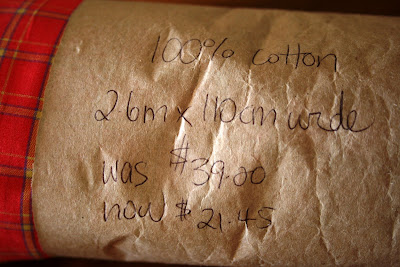 100% cotton
2.6m x 110cm wide
was $39.00
now $21.45